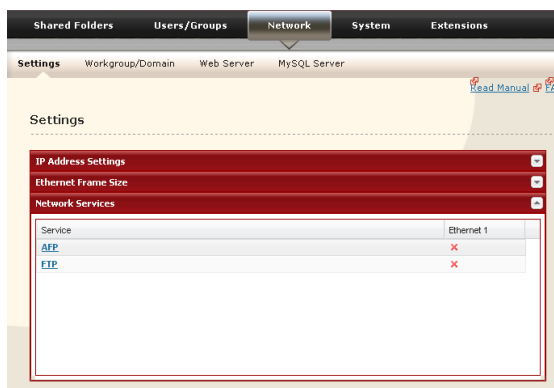 Shared Folders Users/Groups Network System Extensions
Settings Workgroup/Domain Web Server MySQL Server
Read Manual
Settings
IP Address Settings
Ethernet Frame Size
Network Services
Service Ethernet 1
AFP
FTP